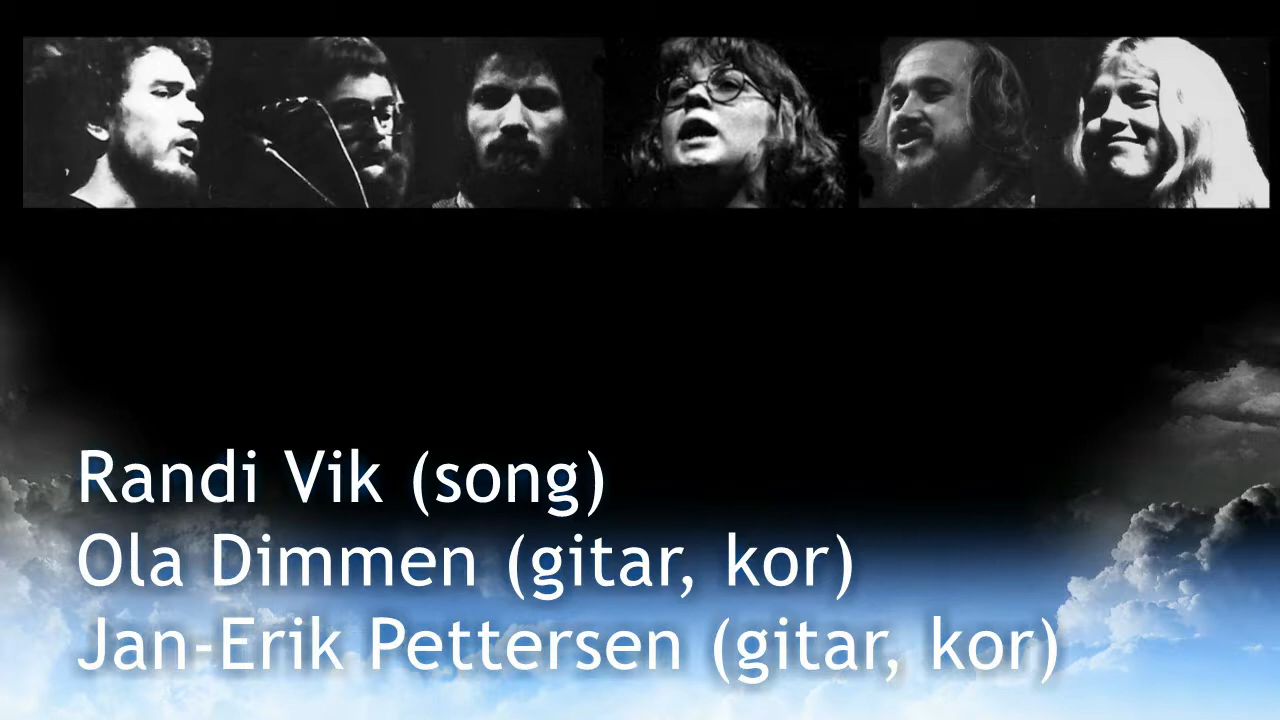 Randi Vik (song)
Ola Dimmen (gitar, kor)
Jan-Erik Pettersen (gitar, kor)